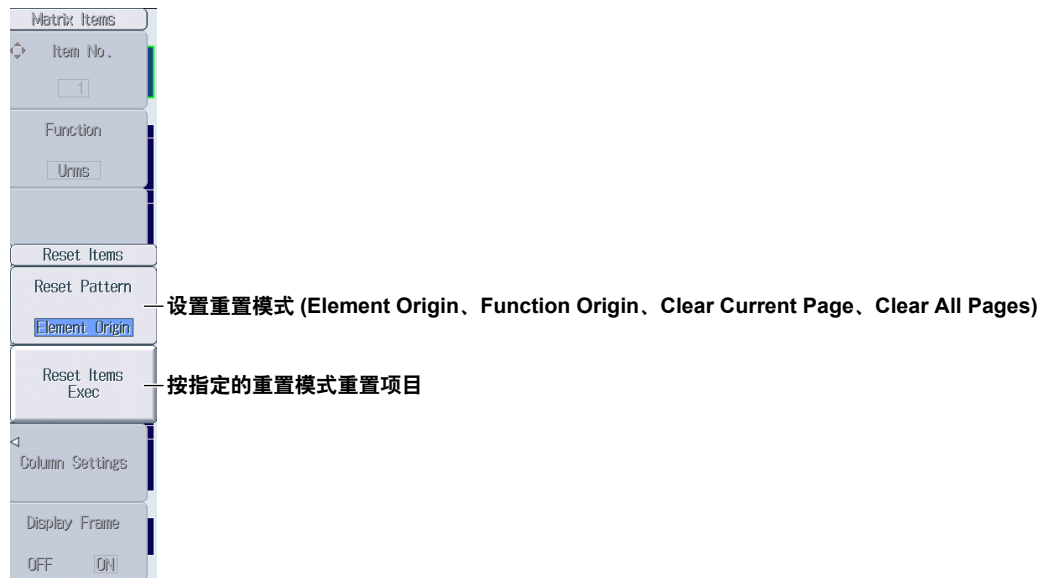 Matrix Items
Item No.
1
Function
Urms
Reset Items
Reset Pattern
Element Origin
设置重置模式 (Element Origin、Function Origin、Clear Current Page、Clear All Pages)
Reset Items
Exec
按指定的重置模式重置项目
Column Settings
Display Frame
OFF ON